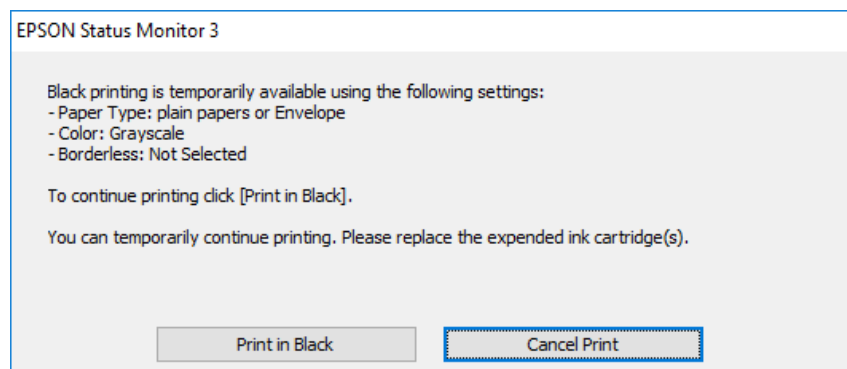 EPSON Status Monitor 3
Black printing is temporarily available using the following settings:
- Paper Type: plain papers or Envelope
- Color: Grayscale
- Borderless: Not Selected
To continue printing click [Print in Black].
You can temporarily continue printing. Please replace the expended ink cartridge(s).
Print in Black
Cancel Print